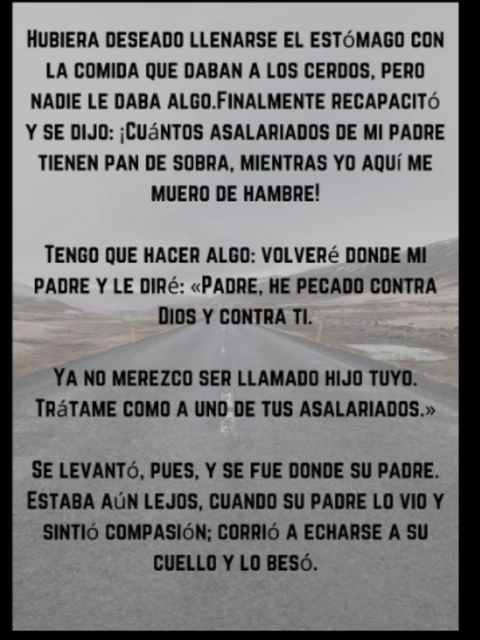 Hubiera deseado llenarse el estómago con
la comida que daban a los cerdos, pero
nadie le daba algo.Finalmente recapacitó
y se dijo: ¡Cuántos asalariados de mi padre
tienen pan de sobra, mientras yo aquí me
muero de hambre!
Tengo que hacer algo: volveré donde mi
padre y le diré: «Padre, he pecado contra
Dios y contra ti.
Ya no merezco ser llamado hijo tuyo.
Trátame como a uno de tus asalariados.»
Se levantó, pues, y se fue donde su padre.
Estaba aún lejos, cuando su padre lo vio y
sintió compasión; corrió a echarse a su
cuello y lo besó.